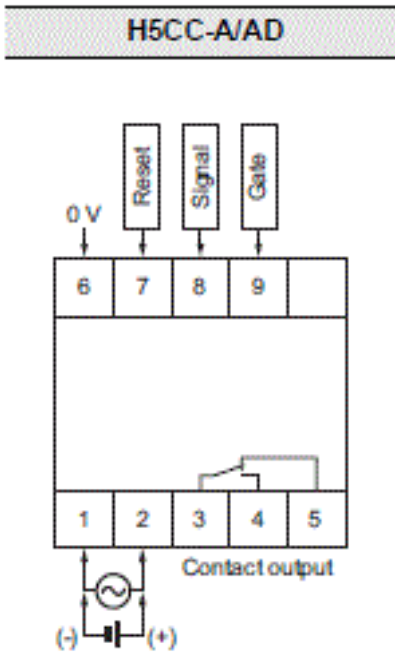 H5CC-A/AD
Reset
Signal
Gate
0 V
6 7 8 9
1 2 3 4 5
Contact output
(-) (+)